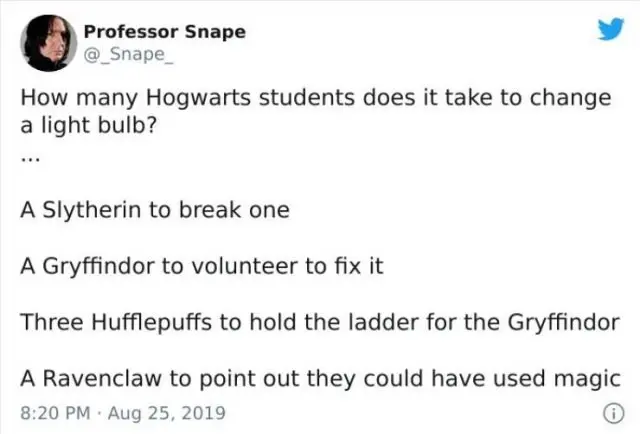 Professor Snape
@_Snape_
How many Hogwarts students does it take to change
a light bulb?
...
A Slytherin to break one
A Gryffindor to volunteer to fix it
Three Hufflepuffs to hold the ladder for the Gryffindor
A Ravenclaw to point out they could have used magic
8:20 PM · Aug 25, 2019